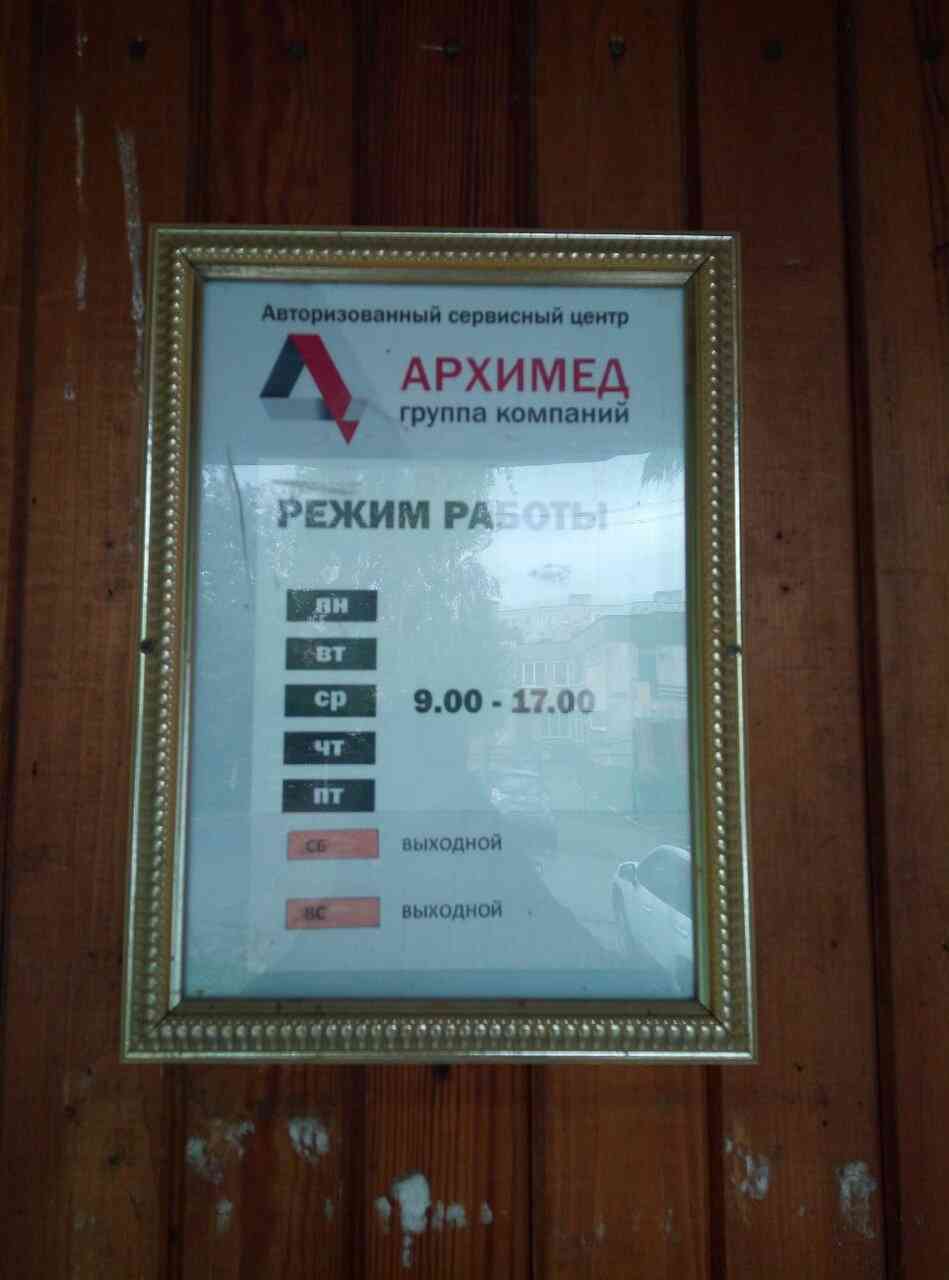 Авторизованный сервисный центр
АРХИМЕД
группа компаний
РЕЖИМ РАБОТЫ
пн
вт
ср
9.00 - 17.00
чт
пт
СБ
ВЫХОДНОЙ
ВС
ВЫХОДНОЙ